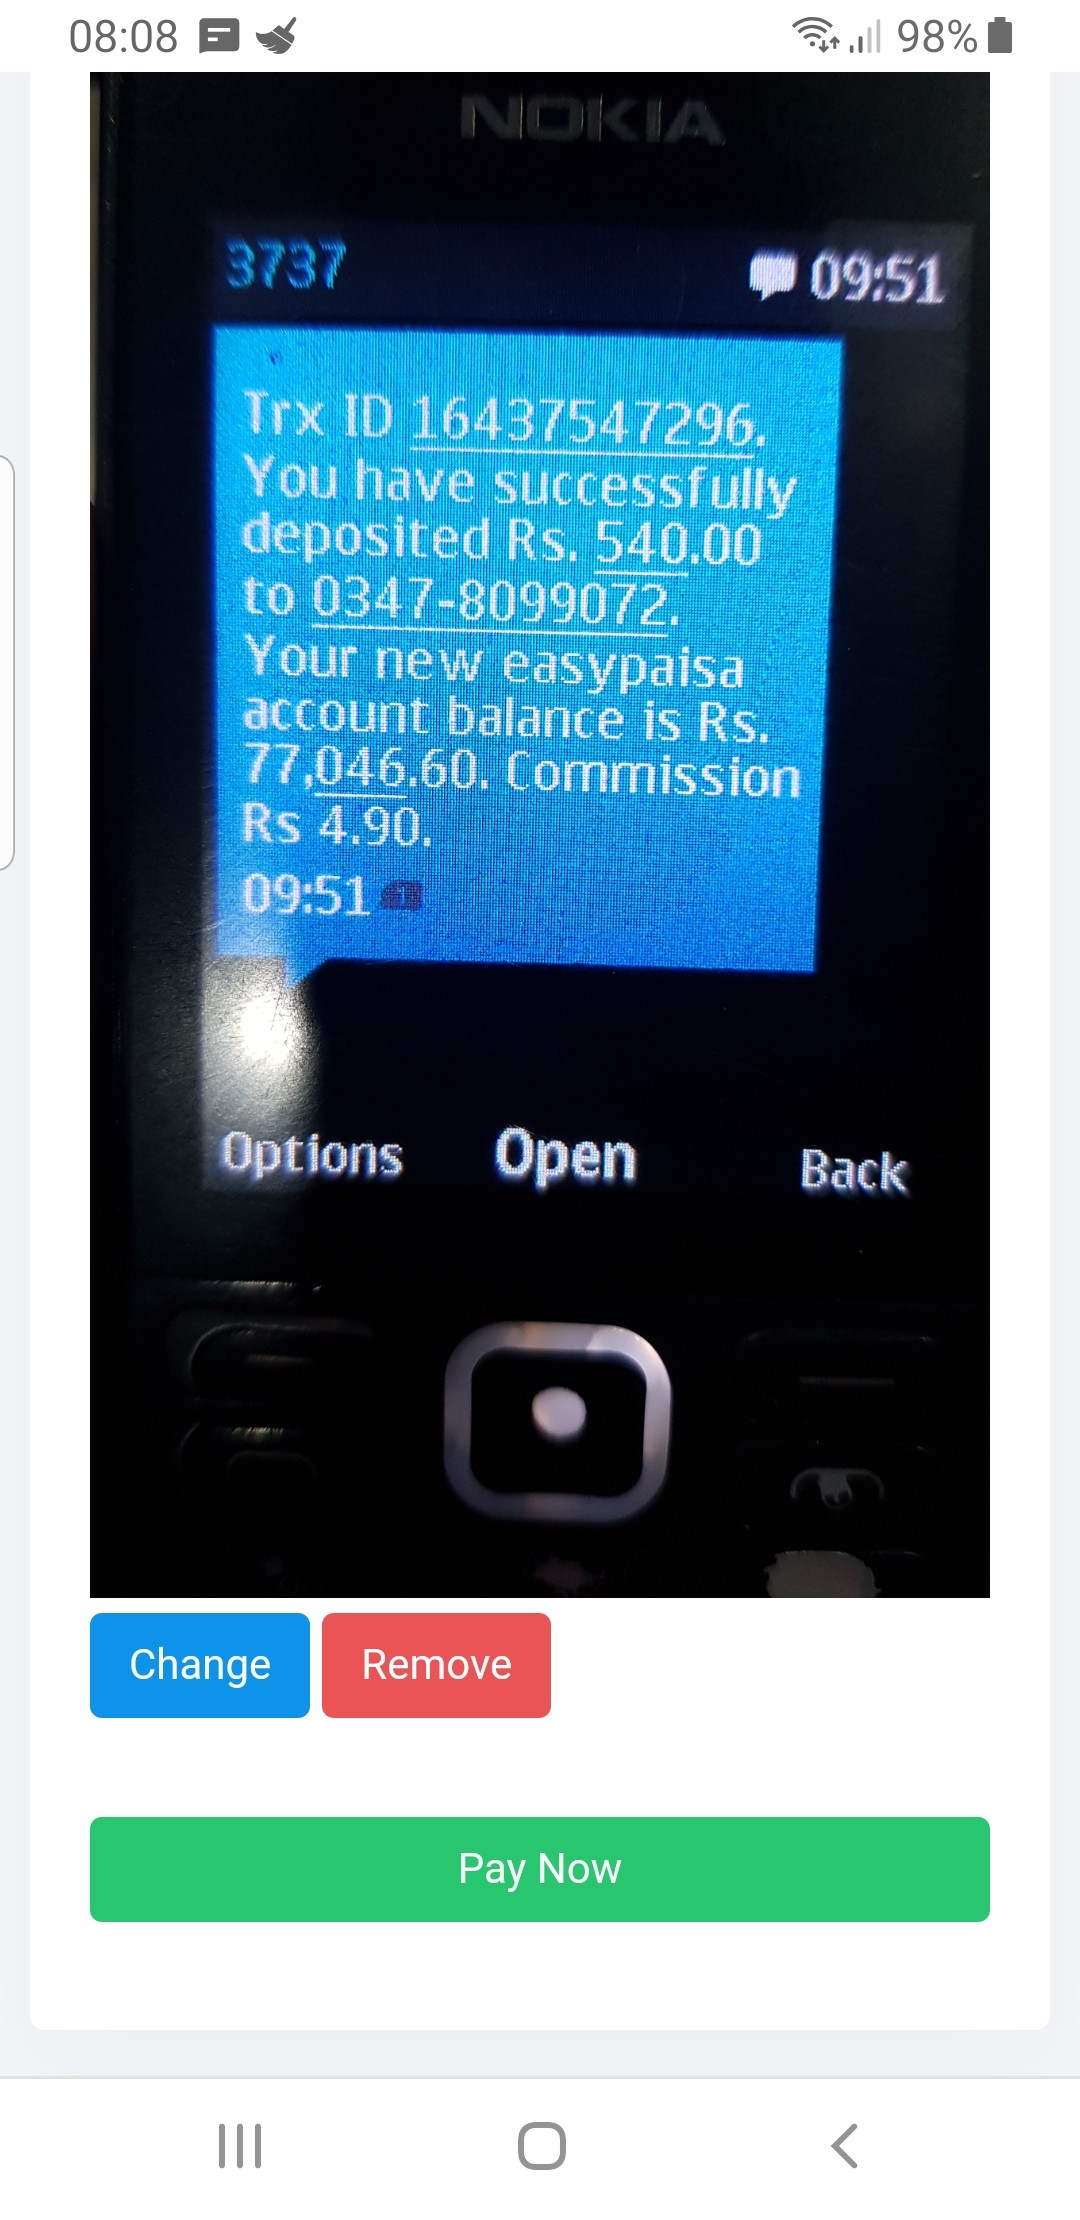 08:08
98%
NOKIA
3737
09:51
Trx ID 16437547296.
You have successfully
deposited Rs. 540.00
to 0347-8099072.
Your new easypaisa
account balance is Rs.
77,046.60. Commission
Rs 4.90.
09:51
Options Open Back
Change Remove
Pay Now